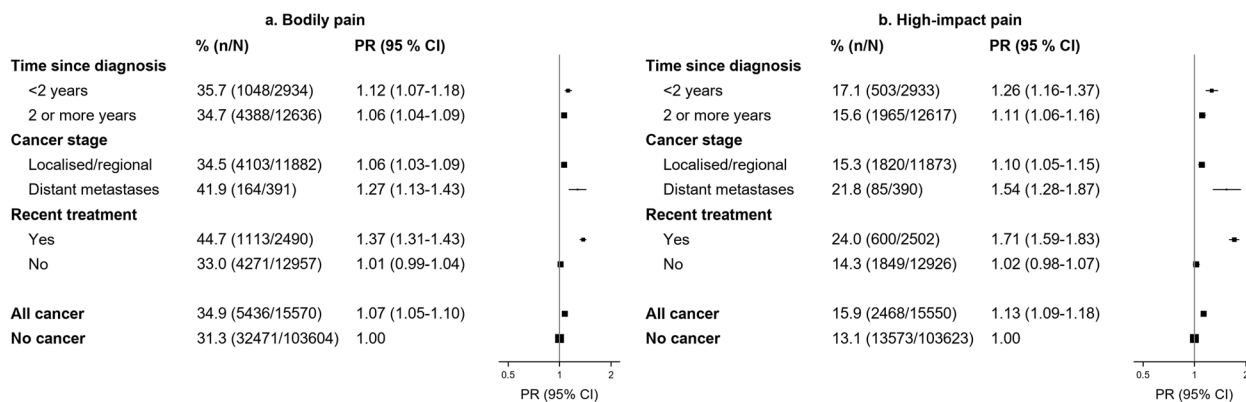 a. Bodily pain
% (n/N) PR (95 % CI)
Time since diagnosis
<2 years 35.7 (1048/2934) 1.12 (1.07-1.18)
2 or more years 34.7 (4388/12636) 1.06 (1.04-1.09)
Cancer stage
Localised/regional 34.5 (4103/11882) 1.06 (1.03-1.09)
Distant metastases 41.9 (164/391) 1.27 (1.13-1.43)
Recent treatment
Yes 44.7 (1113/2490) 1.37 (1.31-1.43)
No 33.0 (4271/12957) 1.01 (0.99-1.04)
All cancer 34.9 (5436/15570) 1.07 (1.05-1.10)
No cancer 31.3 (32471/103604) 1.00
0.5 1 2
PR (95% CI)
b. High-impact pain
% (n/N) PR (95 % CI)
Time since diagnosis
<2 years 17.1 (503/2933) 1.26 (1.16-1.37)
2 or more years 15.6 (1965/12617) 1.11 (1.06-1.16)
Cancer stage
Localised/regional 15.3 (1820/11873) 1.10 (1.05-1.15)
Distant metastases 21.8 (85/390) 1.54 (1.28-1.87)
Recent treatment
Yes 24.0 (600/2502) 1.71 (1.59-1.83)
No 14.3 (1849/12926) 1.02 (0.98-1.07)
All cancer 15.9 (2468/15550) 1.13 (1.09-1.18)
No cancer 13.1 (13573/103623) 1.00
0.5 1 2
PR (95% CI)